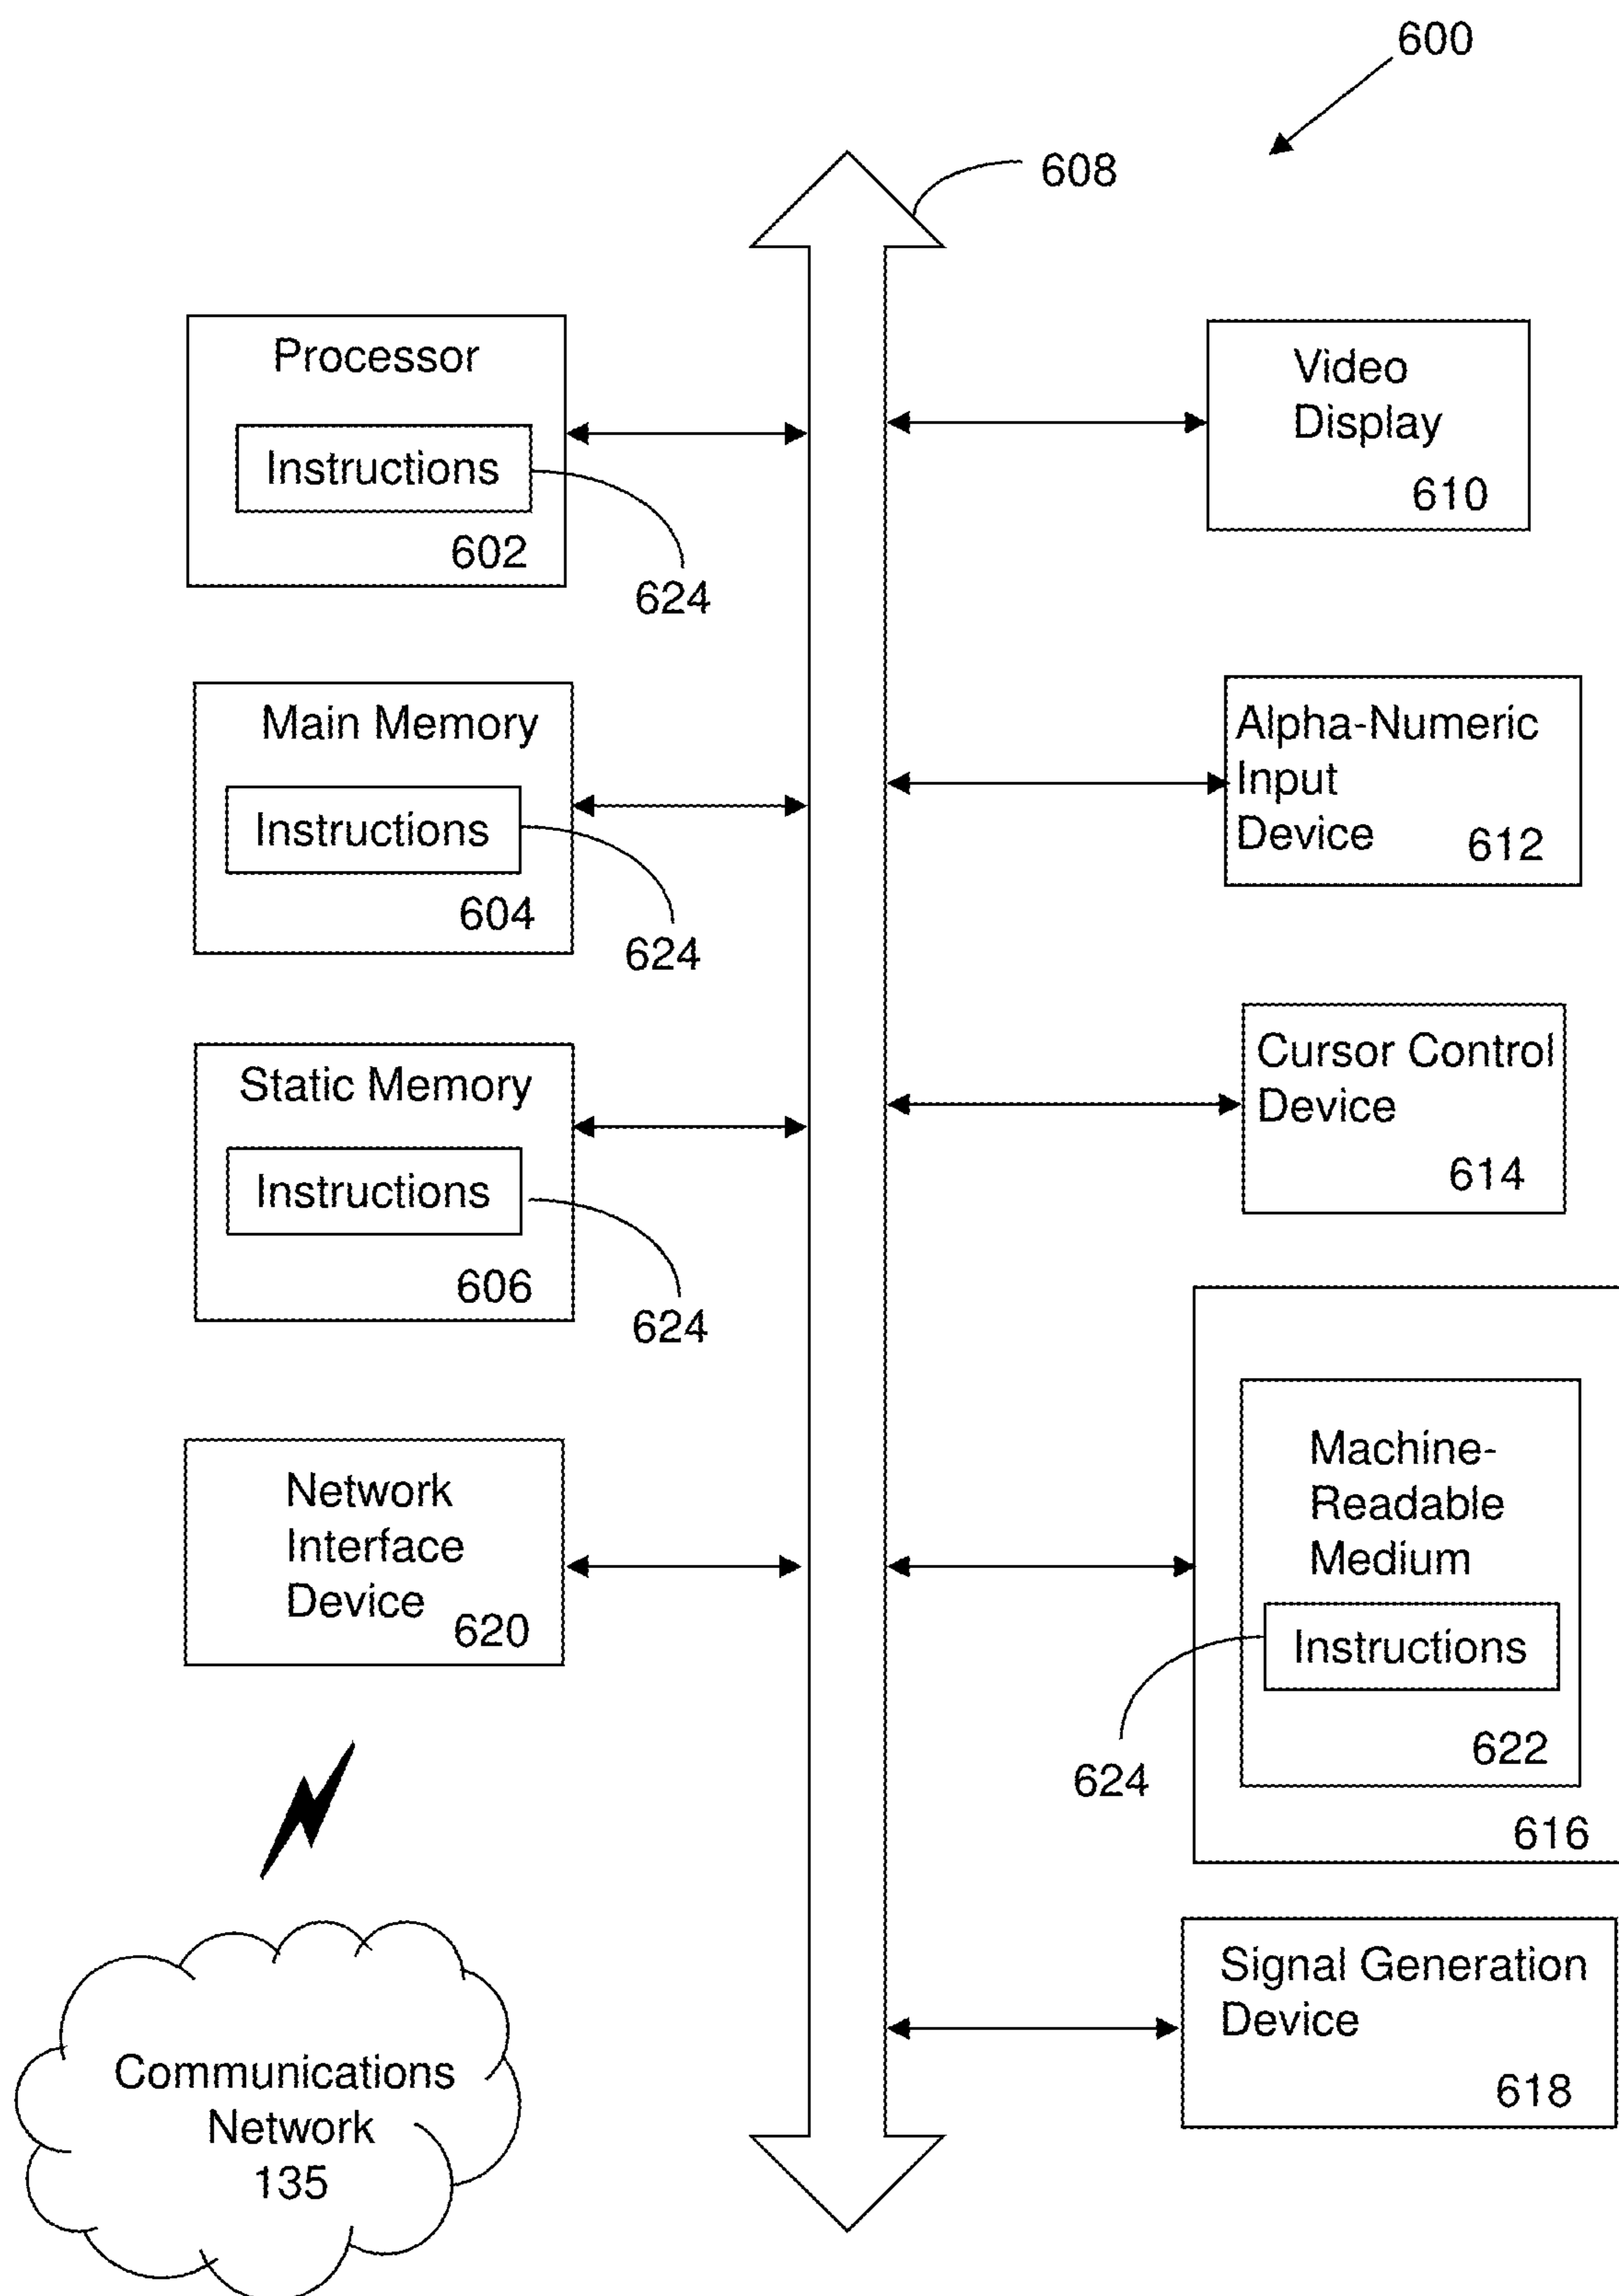 600
608
Processor
Instructions
602
624
Main Memory
Instructions
604
624
Static Memory
Instructions
606
624
Network
Interface
Device
620
Communications
Network
135
Video
Display
610
Alpha-Numeric
Input
Device
612
Cursor Control
Device
614
Machine-
Readable
Medium
Instructions
622
624
616
Signal Generation
Device
618